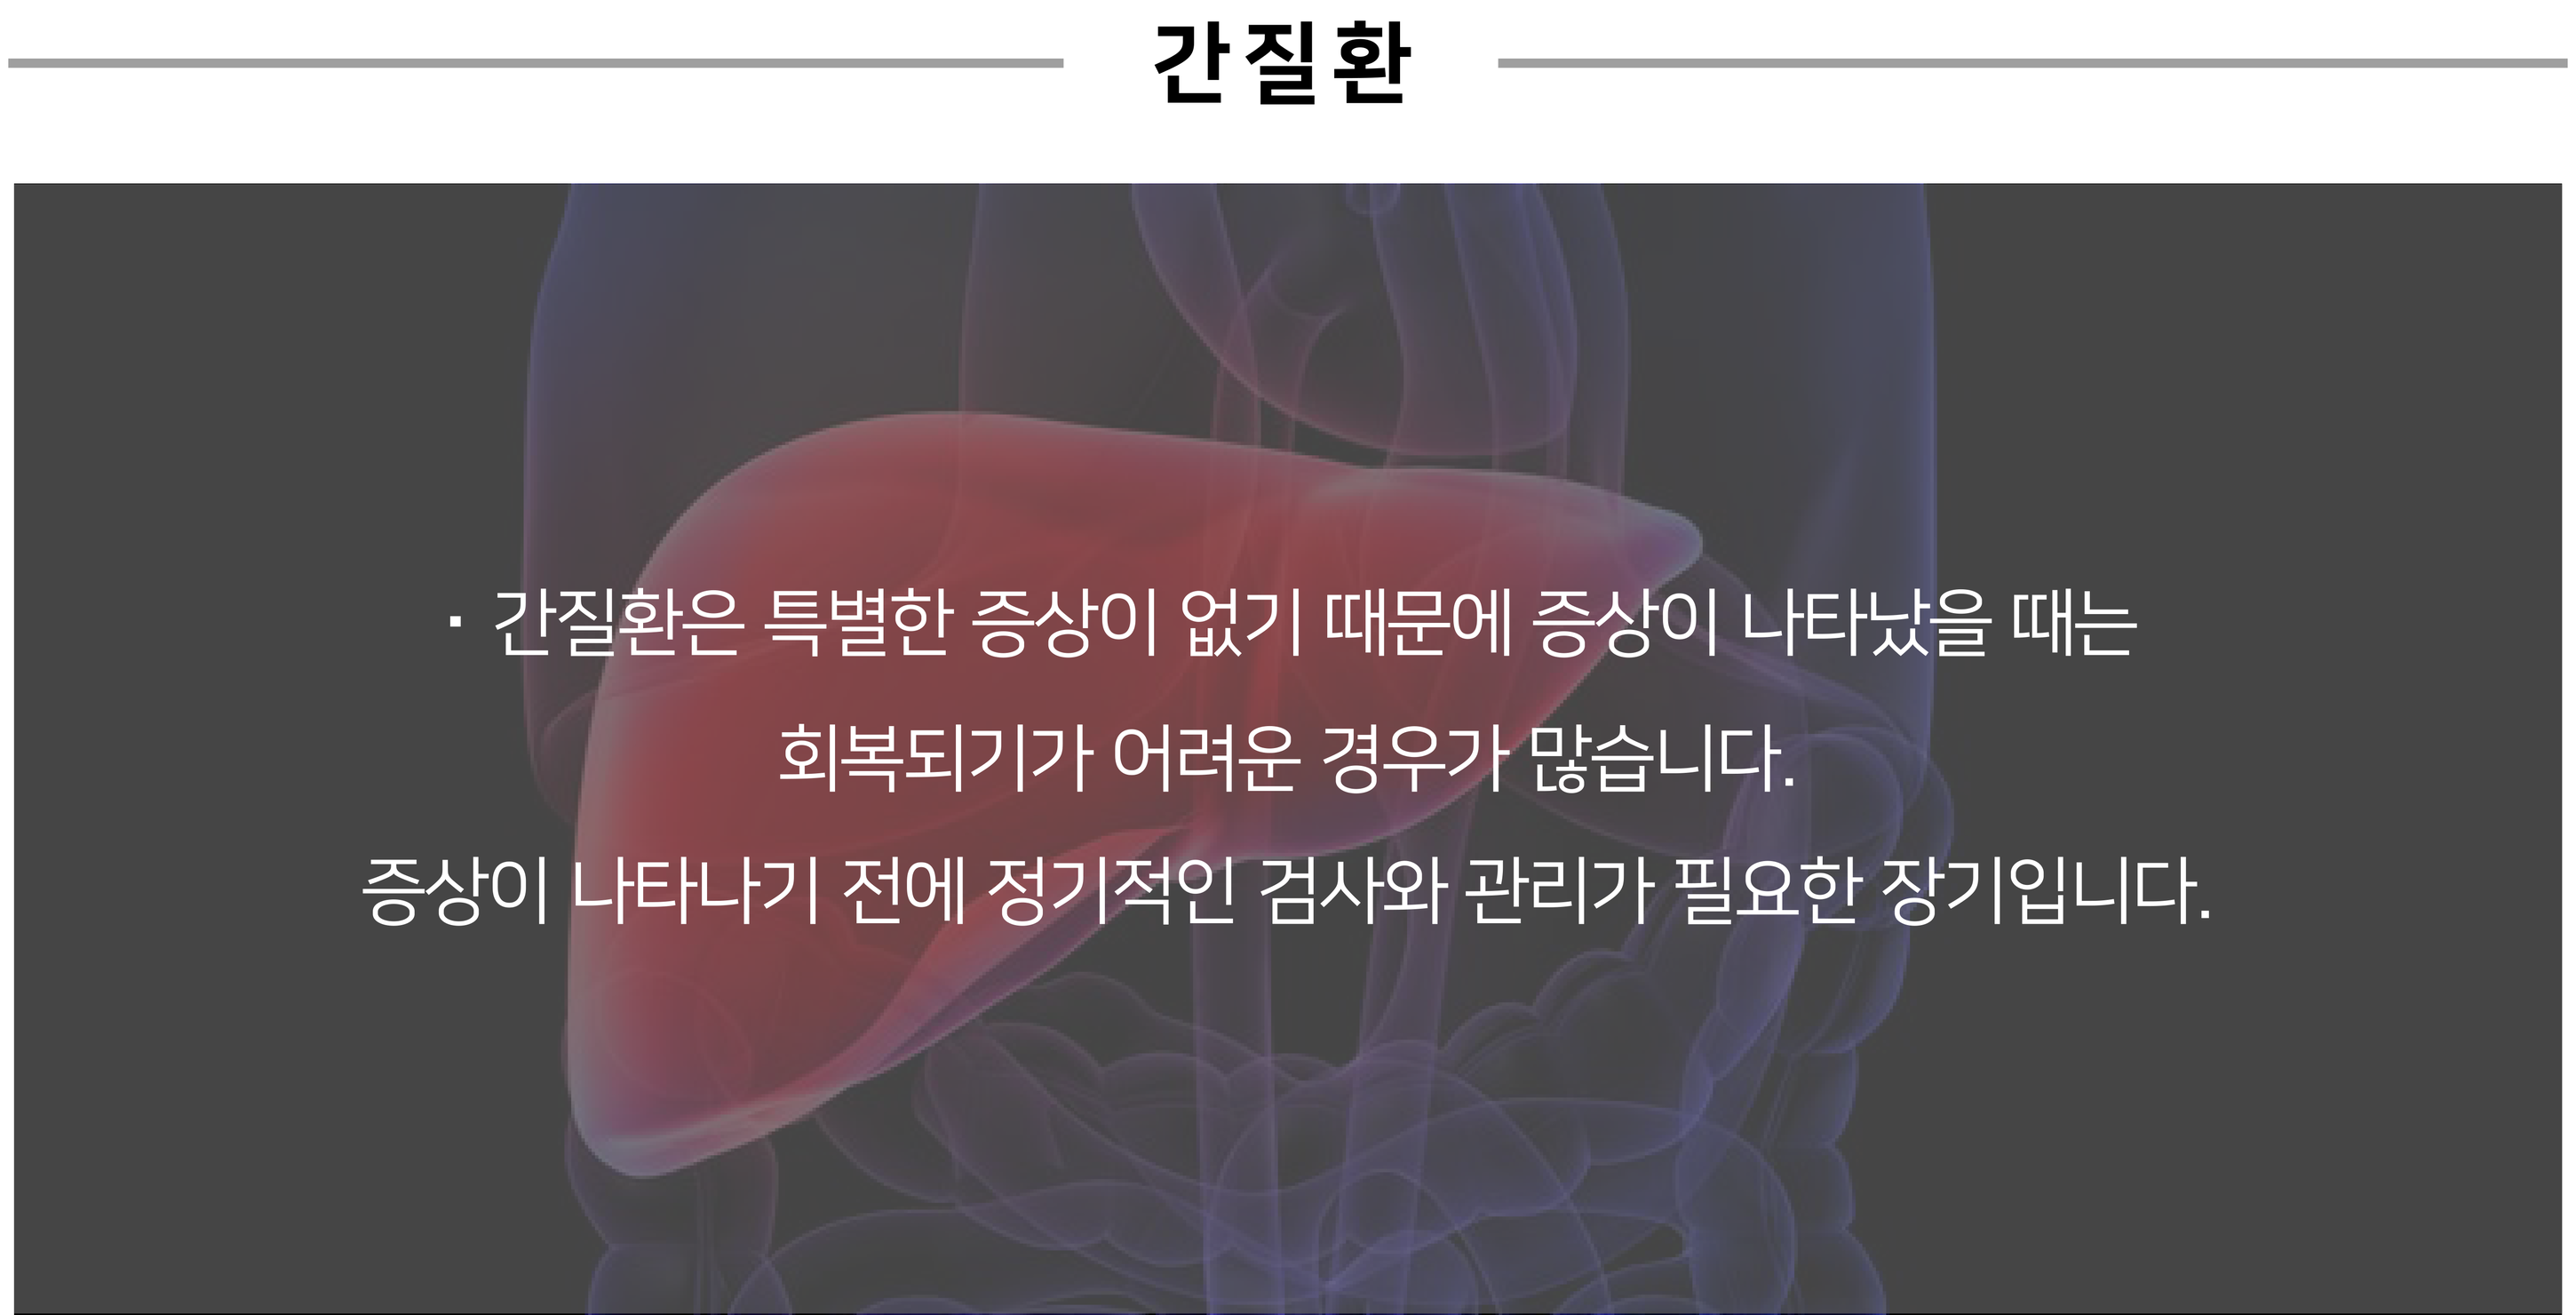 간질환
· 간질환은 특별한 증상이 없기 때문에 증상이 나타났을 때는
회복되기가 어려운 경우가 많습니다.
증상이 나타나기 전에 정기적인 검사와 관리가 필요한 장기입니다.